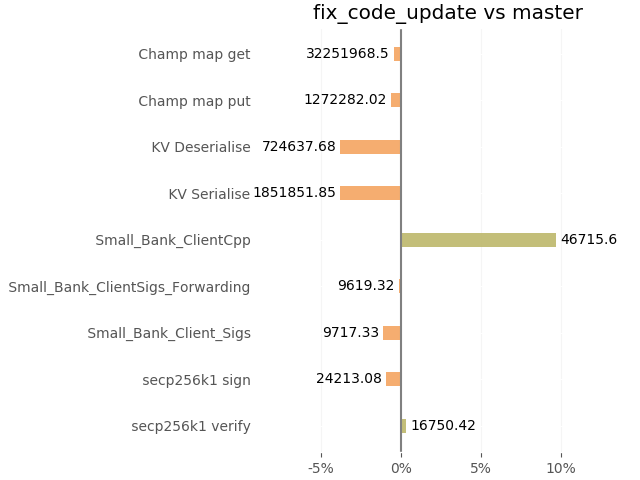 fix_code_update vs master
Champ map get 32251968.5
Champ map put 1272282.02
KV Deserialise 724637.68
KV Serialise 1851851.85
Small_Bank_ClientCpp 46715.6
Small_Bank_ClientSigs_Forwarding 9619.32
Small_Bank_Client_Sigs 9717.33
secp256k1 sign 24213.08
secp256k1 verify 16750.42
-5% 0% 5% 10%